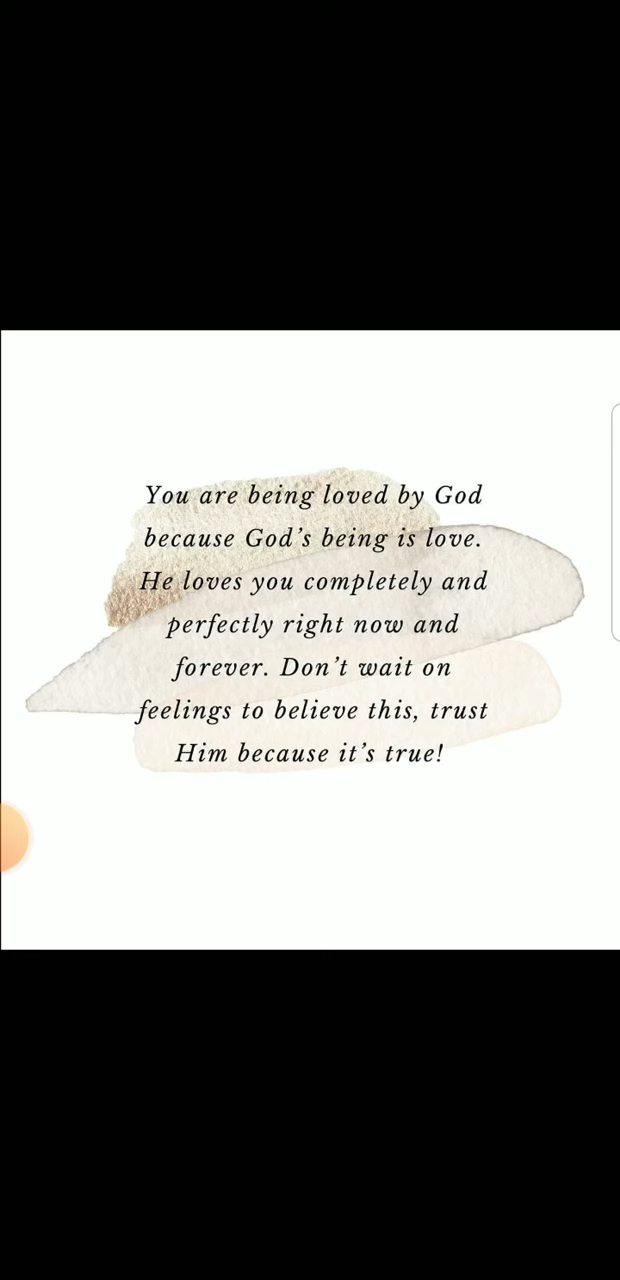 You are being loved by God
because God’s being is love.
He loves you completely and
perfectly right now and
forever. Don’t wait on
feelings to believe this, trust
Him because it’s true!